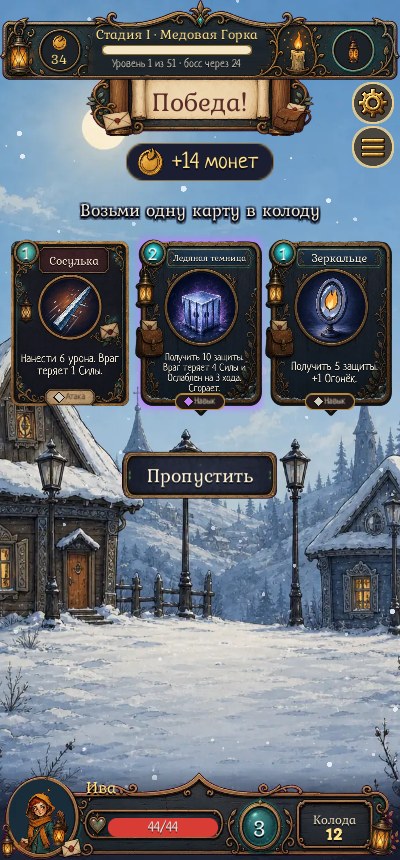 Стадия I · Медовая Горка
34
Уровень 1 из 51 · босс через 24
Победа!
+14 монет
Возьми одну карту в колоду
1
Сосулька
Нанести 6 урона. Враг
теряет 1 Силы.
Атака
2
Ледяная темница
Получить 10 защиты.
Враг теряет 4 Силы и
Ослаблен на 3 хода.
Сгорает.
Навык
1
Зеркальце
Получить 5 защиты.
+1 Огонёк.
Навык
Пропустить
Ива
44/44
3
Колода
12